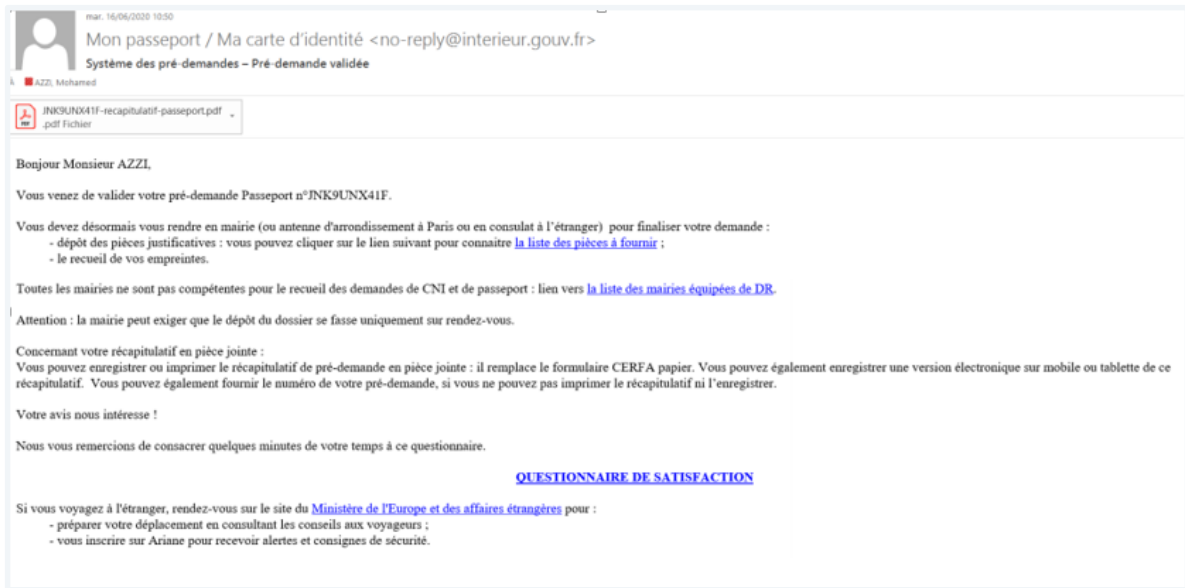 mar. 16/06/2020 10:50
Mon passeport / Ma carte d'identité <no-reply@interieur.gouv.fr>
Système des pré-demandes – Pré-demande validée
À AZZI, Mohamed
JNK9UNX41F-recapitulatif-passeport.pdf
.pdf Fichier
Bonjour Monsieur AZZI,
Vous venez de valider votre pré-demande Passeport n°JNK9UNX41F.
Vous devez désormais vous rendre en mairie (ou antenne d'arrondissement à Paris ou en consulat à l'étranger) pour finaliser votre demande :
- dépôt des pièces justificatives : vous pouvez cliquer sur le lien suivant pour connaitre la liste des pièces à fournir ;
- le recueil de vos empreintes.
Toutes les mairies ne sont pas compétentes pour le recueil des demandes de CNI et de passeport : lien vers la liste des mairies équipées de DR.
Attention : la mairie peut exiger que le dépôt du dossier se fasse uniquement sur rendez-vous.
Concernant votre récapitulatif en pièce jointe :
Vous pouvez enregistrer ou imprimer le récapitulatif de pré-demande en pièce jointe : il remplace le formulaire CERFA papier. Vous pouvez également enregistrer une version électronique sur mobile ou tablette de ce
récapitulatif. Vous pouvez également fournir le numéro de votre pré-demande, si vous ne pouvez pas imprimer le récapitulatif ni l'enregistrer.
Votre avis nous intéresse !
Nous vous remercions de consacrer quelques minutes de votre temps à ce questionnaire.
QUESTIONNAIRE DE SATISFACTION
Si vous voyagez à l'étranger, rendez-vous sur le site du Ministère de l'Europe et des affaires étrangères pour :
- préparer votre déplacement en consultant les conseils aux voyageurs ;
- vous inscrire sur Ariane pour recevoir alertes et consignes de sécurité.